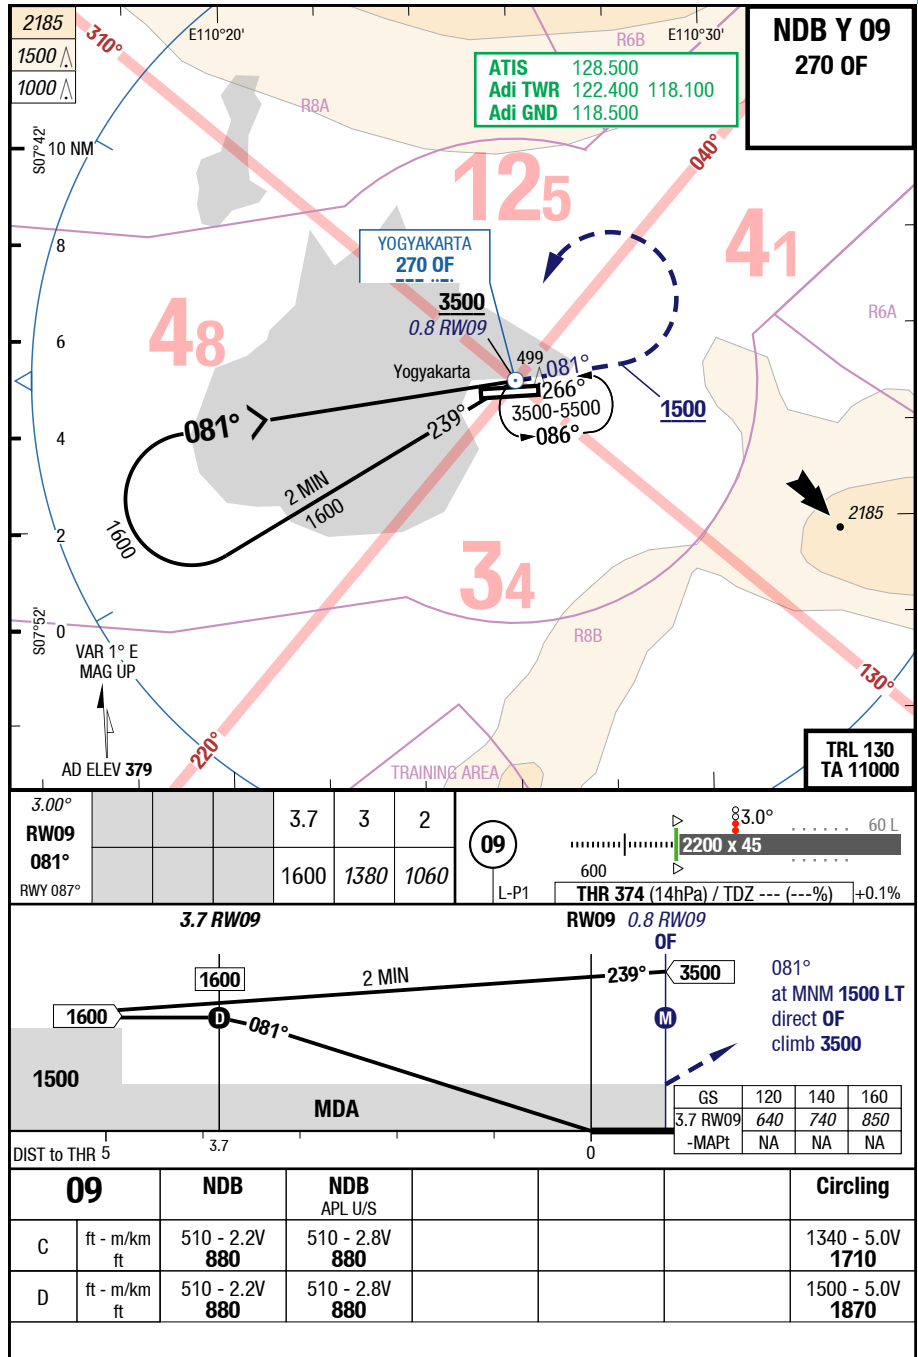 2185
1500
1000
E110°20'
E110°30'
R6B
NDB Y 09
270 OF
310°
ATIS 128.500
Adi TWR 122.400 118.100
Adi GND 118.500
R8A
S07°42'
10 NM
040°
125
8
YOGYAKARTA
270 OF
41
3500
0.8 RW09
R6A
48
6
499
Yogyakarta
081°
266°
3500-5500
086°
1500
081°
239°
4
2 MIN
1600
1600
2185
2
34
S07°52'
0
R8B
VAR 1° E
MAG UP
130°
220°
AD ELEV 379
TRAINING AREA
TRL 130
TA 11000
3.00°
RW09
081°
RWY 087°
3.7 3 2
1600 1380 1060
09
L-P1
3.0°
60 L
2200 x 45
600
THR 374 (14hPa) / TDZ --- (---%)
+0.1%
3.7 RW09
RW09 0.8 RW09
OF
1600
2 MIN
239°
3500
1600
D
081°
M
081°
at MNM 1500 LT
direct OF
climb 3500
1500
MDA
GS 120 140 160
3.7 RW09 640 740 850
-MAPt NA NA NA
DIST to THR 5 3.7 0
09 NDB NDB Circling
APL U/S
C ft - m/km 510 - 2.2V 510 - 2.8V 1340 - 5.0V
ft 880 880 1710
D ft - m/km 510 - 2.2V 510 - 2.8V 1500 - 5.0V
ft 880 880 1870